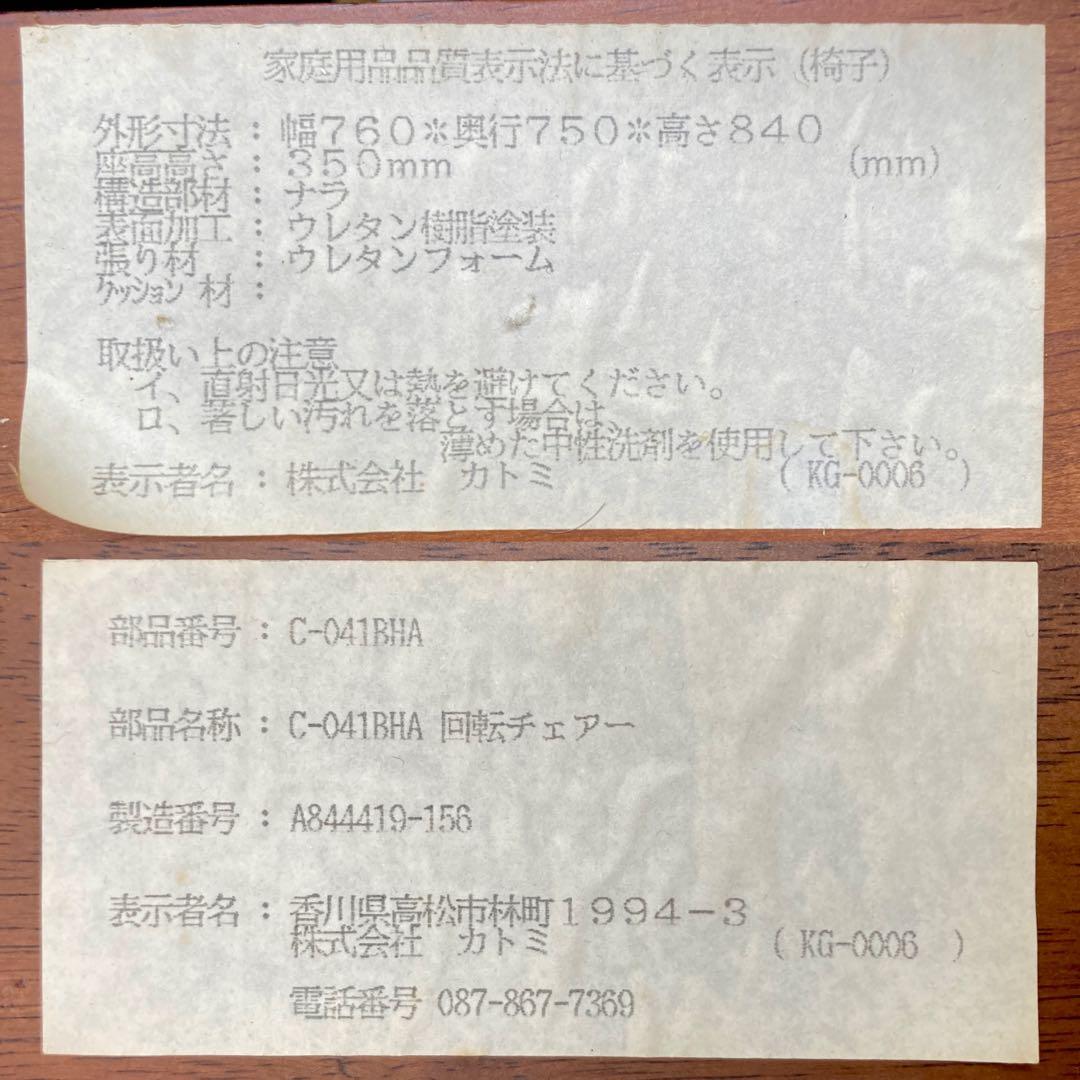 家庭用品品質表示法に基づく表示（椅子）
外形寸法 ： 幅７６０＊奥行７５０＊高さ８４０
座高高さ ： ３５０mm （mm）
構造部材 ： ナラ
表面加工 ： ウレタン樹脂塗装
張り材 ： ウレタンフォーム
ｸｯｼｮﾝ 材 ：
取扱い上の注意
イ、直射日光又は熱を避けてください。
ロ、著しい汚れを落とす場合は、
薄めた中性洗剤を使用して下さい。
表示者名 ： 株式会社 カトミ （ KG-0006 ）
部品番号 ： C-041BHA
部品名称 ： C-041BHA 回転チェアー
製造番号 ： A844419-156
表示者名 ： 香川県高松市林町１９９４－３
株式会社 カトミ （ KG-0006 ）
電話番号 087-867-7369